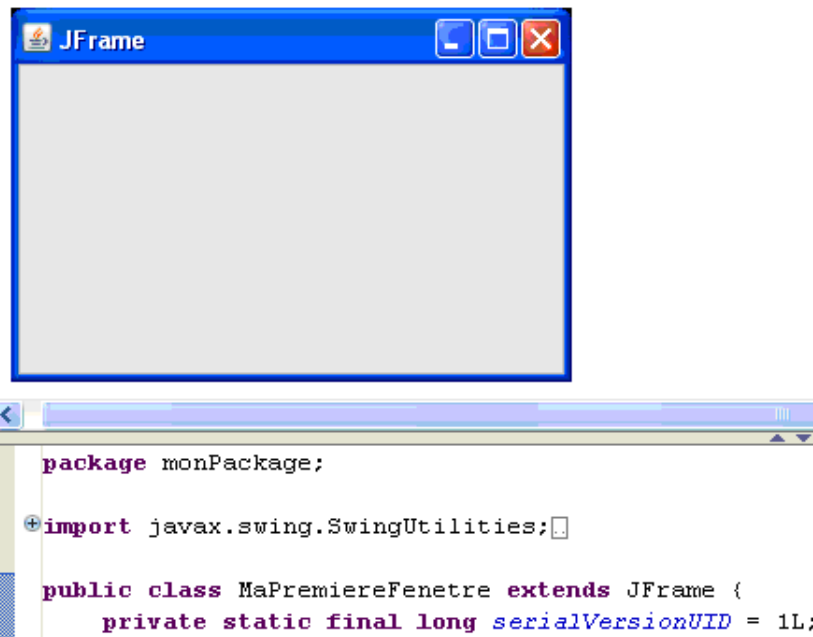 JFrame
package monPackage;
import javax.swing.SwingUtilities;
public class MaPremiereFenetre extends JFrame {
private static final long serialVersionUID = 1L;